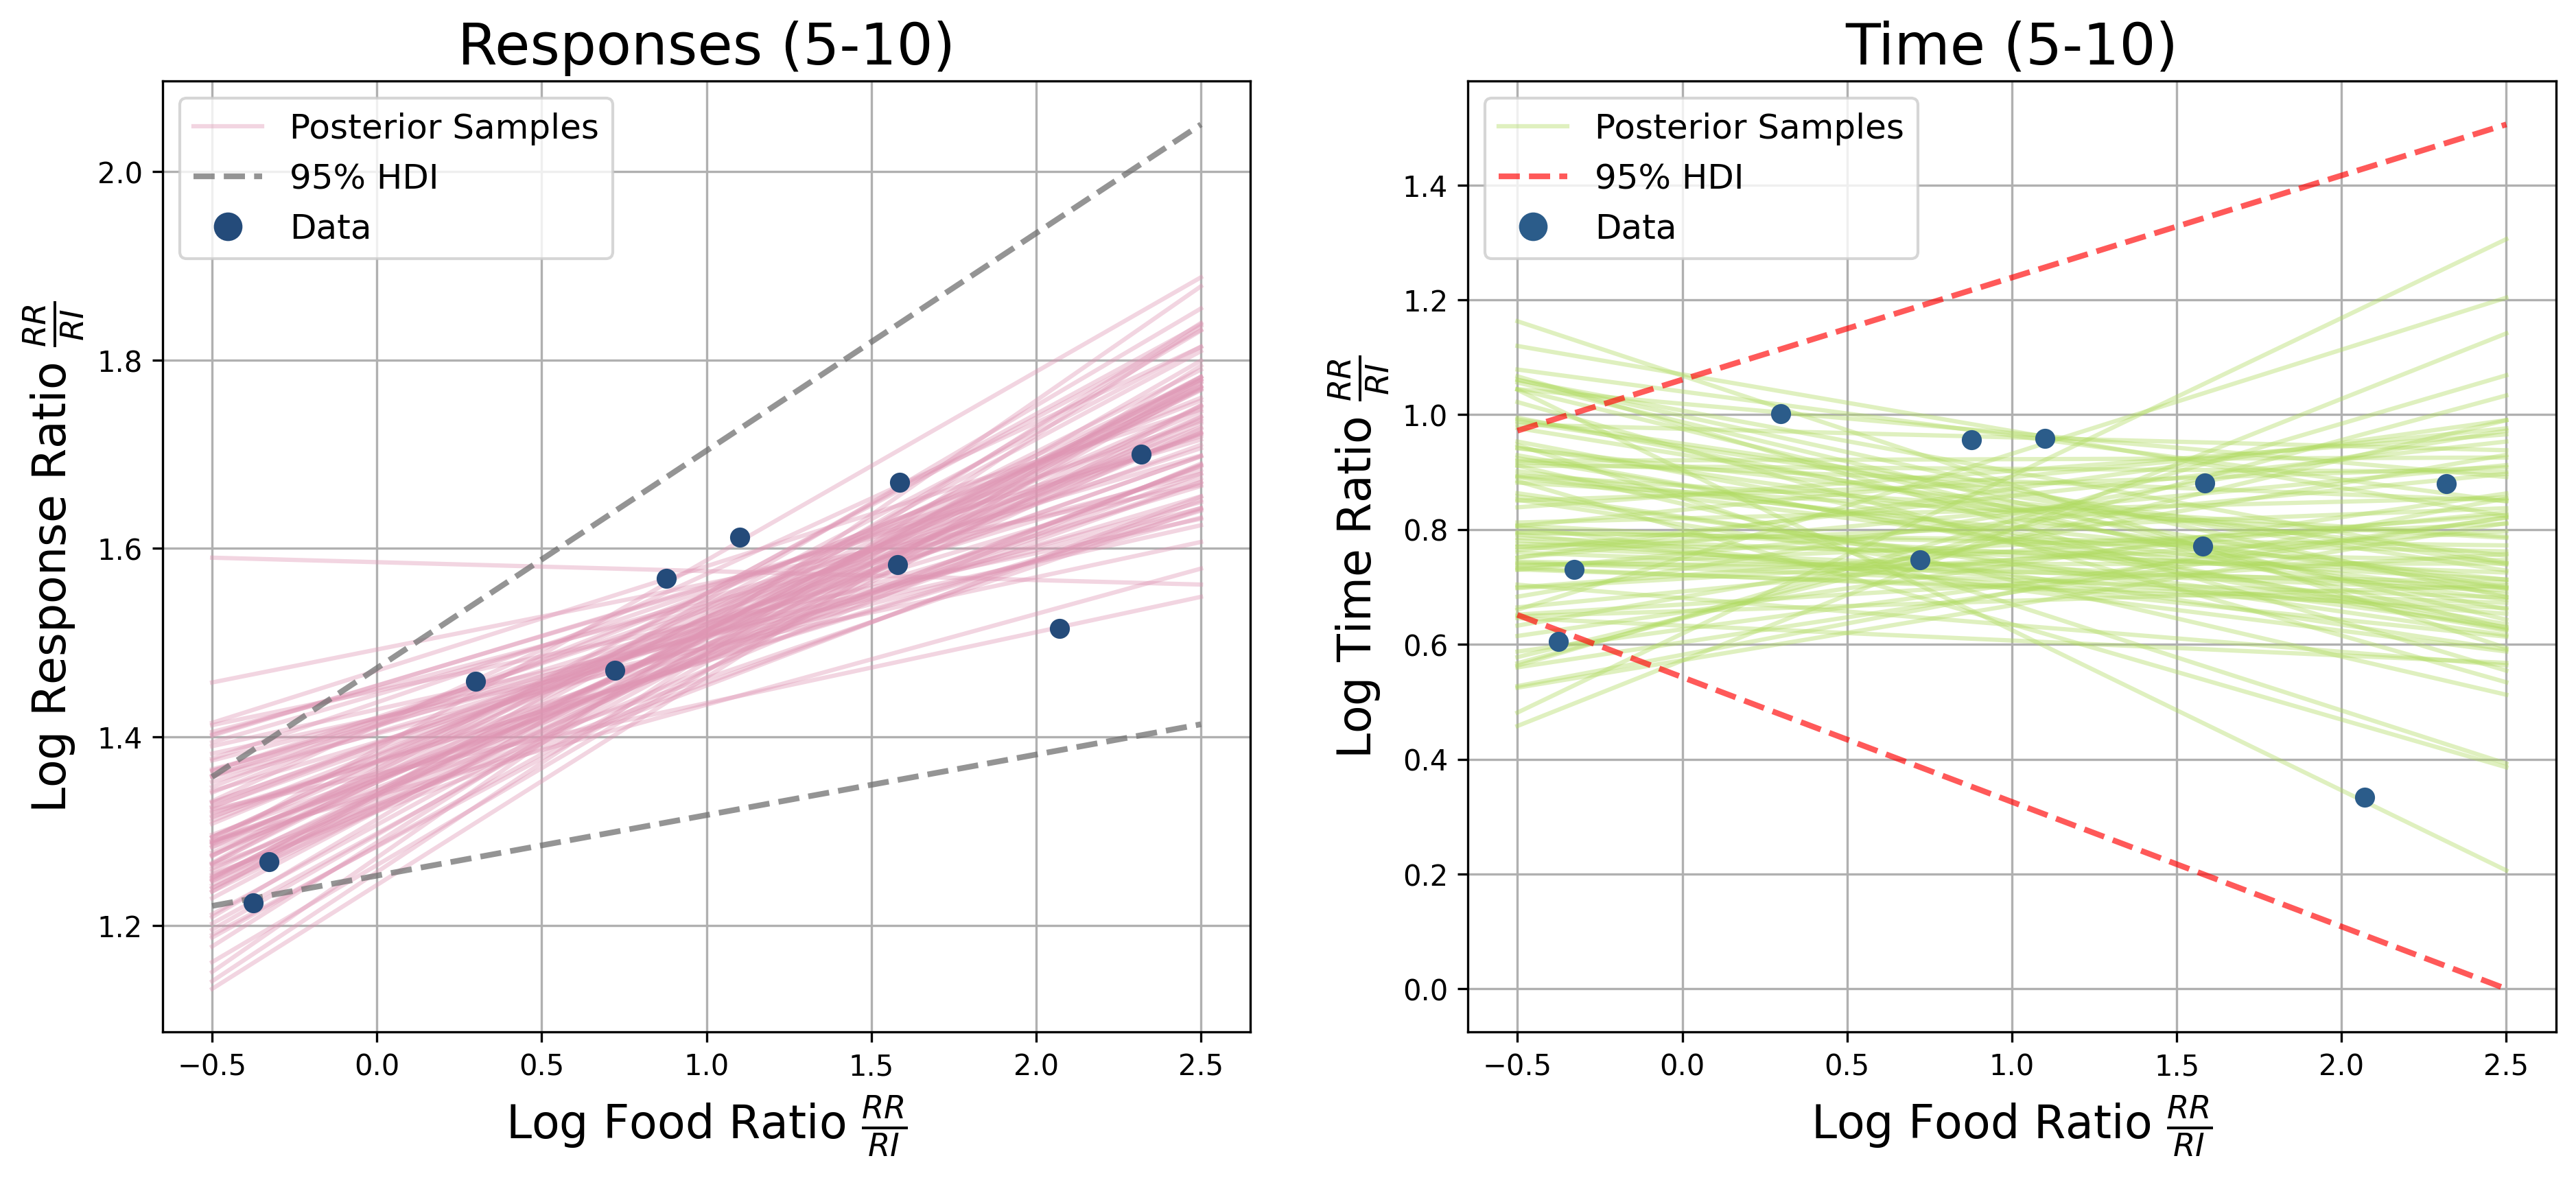 Responses (5-10)
Posterior Samples
95% HDI
Data
2.0
1.8
1.6
1.4
1.2
Log Response Ratio RR/RI
−0.5 0.0 0.5 1.0 1.5 2.0 2.5
Log Food Ratio RR/RI
Time (5-10)
Posterior Samples
95% HDI
Data
1.4
1.2
1.0
0.8
0.6
0.4
0.2
0.0
Log Time Ratio RR/RI
−0.5 0.0 0.5 1.0 1.5 2.0 2.5
Log Food Ratio RR/RI